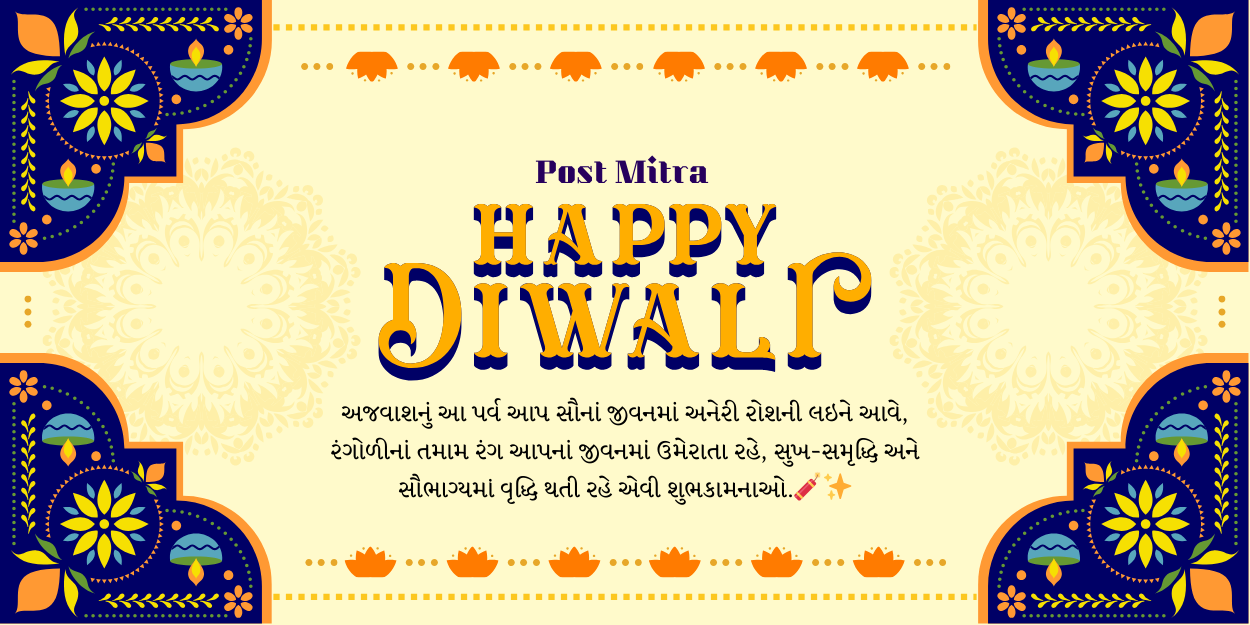 Post Mitra
HAPPY
DIWALI
અજવાશનું આ પર્વ આપ સૌનાં જીવનમાં અનેરી રોશની લઇને આવે,
રંગોળીનાં તમામ રંગ આપનાં જીવનમાં ઉમેરાતા રહે, સુખ-સમૃદ્ધિ અને
સૌભાગ્યમાં વૃદ્ધિ થતી રહે એવી શુભકામનાઓ.🧨✨